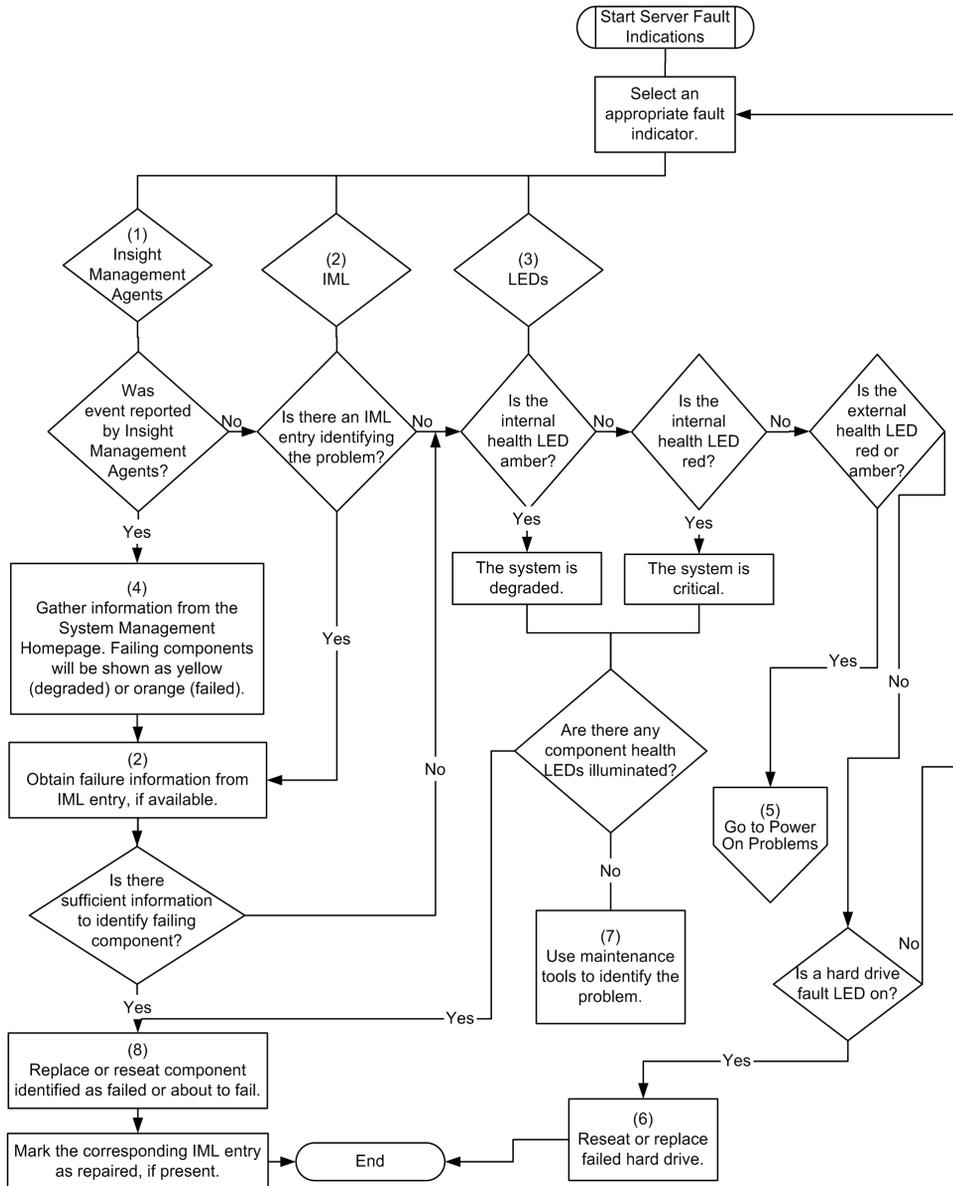 Start Server Fault
Indications
Select an
appropriate fault
indicator.
(1)
Insight
Management
Agents
(2)
IML
(3)
LEDs
Was
event reported
by Insight
Management
Agents?
No
Is there an IML
entry identifying
the problem?
No
Is the
internal
health LED
amber?
No
Is the
internal
health LED
red?
No
Is the
external
health LED
red or
amber?
Yes
Yes
Yes
(4)
Gather information from the
System Management
Homepage. Failing components
will be shown as yellow
(degraded) or orange (failed).
The system is
degraded.
The system is
critical.
Yes
Yes
No
(2)
Obtain failure information from
IML entry, if available.
No
Are there any
component health
LEDs illuminated?
(5)
Go to Power
On Problems
Is there
sufficient information
to identify failing
component?
No
(7)
Use maintenance
tools to identify the
problem.
No
Is a hard drive
fault LED on?
Yes
Yes
(8)
Replace or reseat component
identified as failed or about to fail.
Yes
(6)
Reseat or replace
failed hard drive.
Mark the corresponding IML entry
as repaired, if present.
End